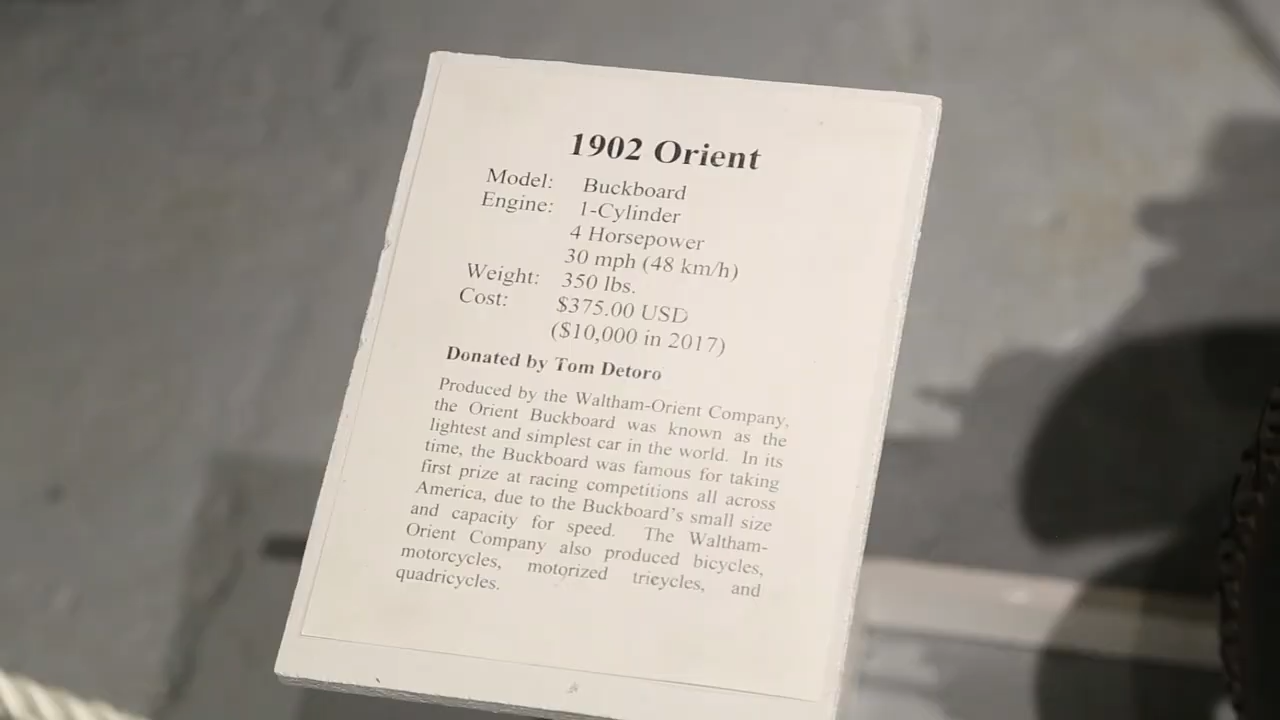 1902 Orient
Model: Buckboard
Engine: 1-Cylinder
4 Horsepower
30 mph (48 km/h)
Weight: 350 lbs.
Cost: $375.00 USD
($10,000 in 2017)
Donated by Tom Detoro
Produced by the Waltham-Orient Company,
the Orient Buckboard was known as the
lightest and simplest car in the world. In its
time, the Buckboard was famous for taking
first prize at racing competitions all across
America, due to the Buckboard's small size
and capacity for speed. The Waltham-
Orient Company also produced bicycles,
motorcycles, motorized tricycles, and
quadricycles.